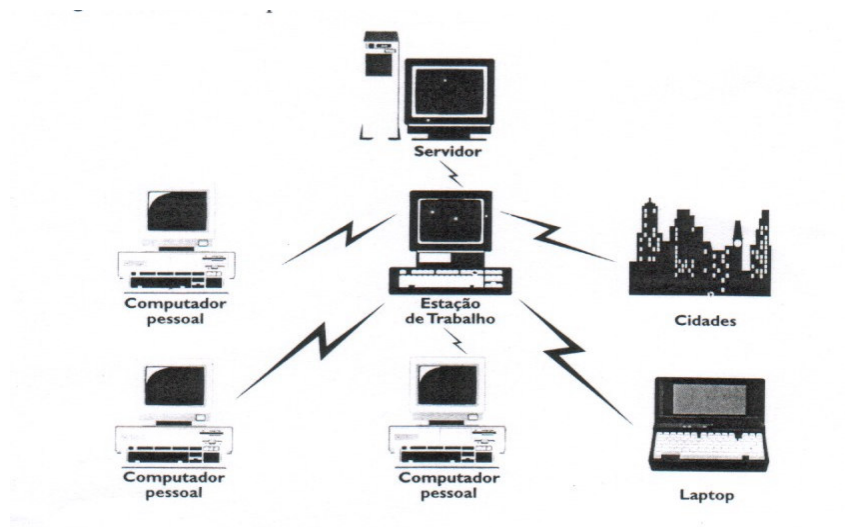 Servidor
Computador
pessoal
Estação
de Trabalho
Cidades
Computador
pessoal
Computador
pessoal
Laptop